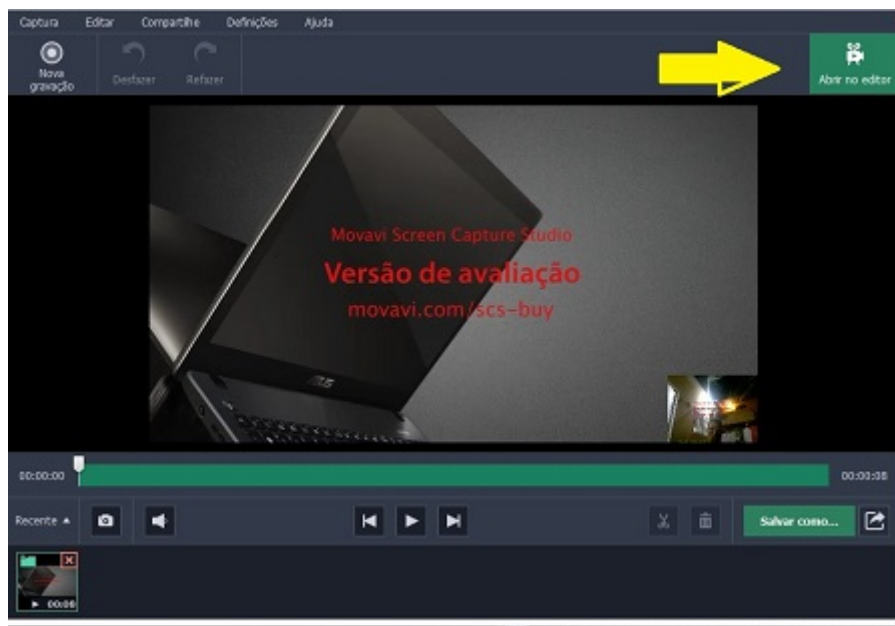 Captura Editar Compartilhe Definições Ajuda
Nova
gravação
Desfazer
Refazer
Abrir no editor
Movavi Screen Capture Studio
Versão de avaliação
movavi.com/scs-buy
ASUS
00:00:00
00:00:08
Recente
Salvar como...
00:08